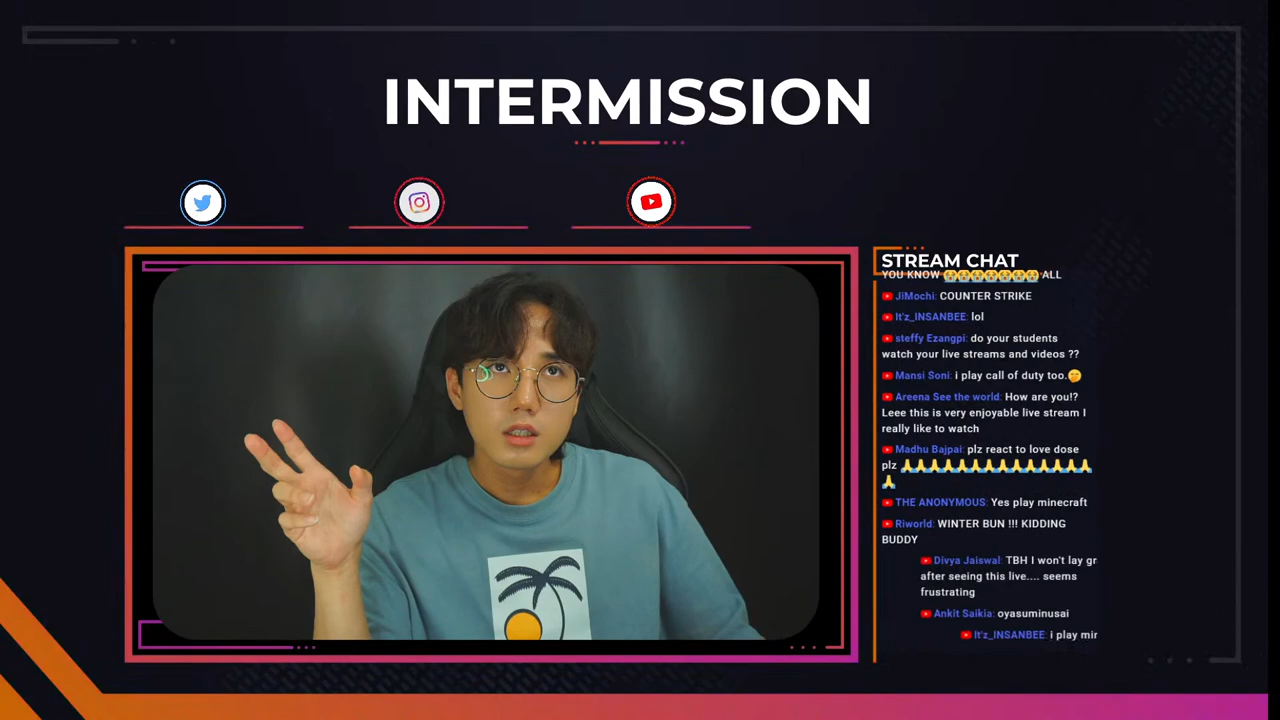 INTERMISSION
STREAM CHAT
YOU KNOW 😂😂😂😂😂😂😂 ALL
JiMochi: COUNTER STRIKE
It'z_INSANBEE: lol
steffy Ezangpi: do your students
watch your live streams and videos ??
Mansi Soni: i play call of duty too.🤭
Areena See the world: How are you!?
Leee this is very enjoyable live stream I
really like to watch
Madhu Bajpai: plz react to love dose
plz 🙏🙏🙏🙏🙏🙏🙏🙏🙏🙏🙏🙏🙏🙏
🙏
THE ANONYMOUS: Yes play minecraft
Riworld: WINTER BUN !!! KIDDING
BUDDY
Divya Jaiswal: TBH I won't lay gr
after seeing this live.... seems
frustrating
Ankit Saikia: oyasuminusai
It'z_INSANBEE: i play mir